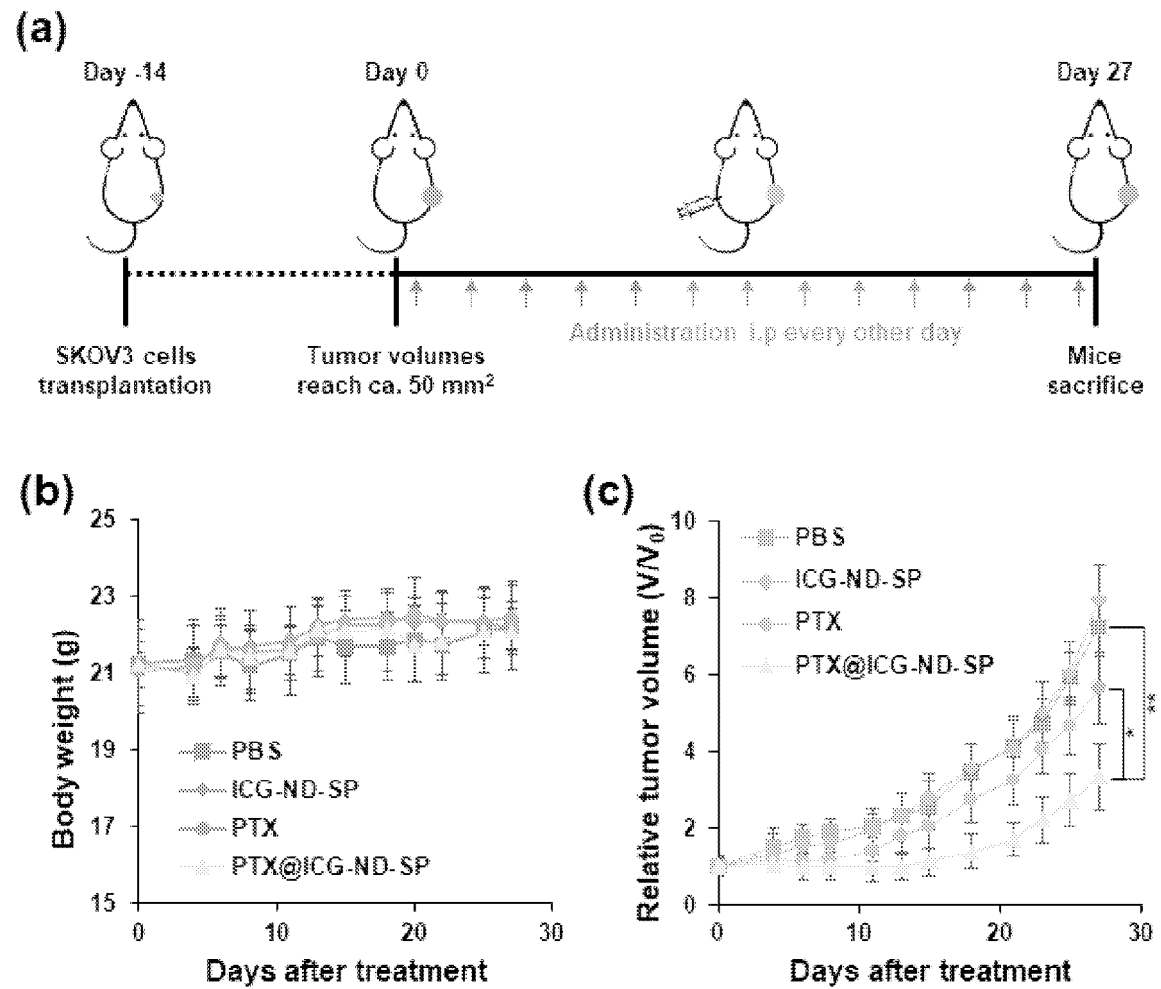 (a)
Day -14
Day 0
Day 27
Administration i.p every other day
SKOV3 cells
transplantation
Tumor volumes
reach ca. 50 mm²
Mice
sacrifice
(b)
25
23
21
19
17
15
Body weight (g)
PBS
ICG-ND-SP
PTX
PTX@ICG-ND-SP
0
10
20
30
Days after treatment
(c)
10
8
6
4
2
0
Relative tumor volume (V/V₀)
PBS
ICG-ND-SP
PTX
PTX@ICG-ND-SP
*
**
0
10
20
30
Days after treatment